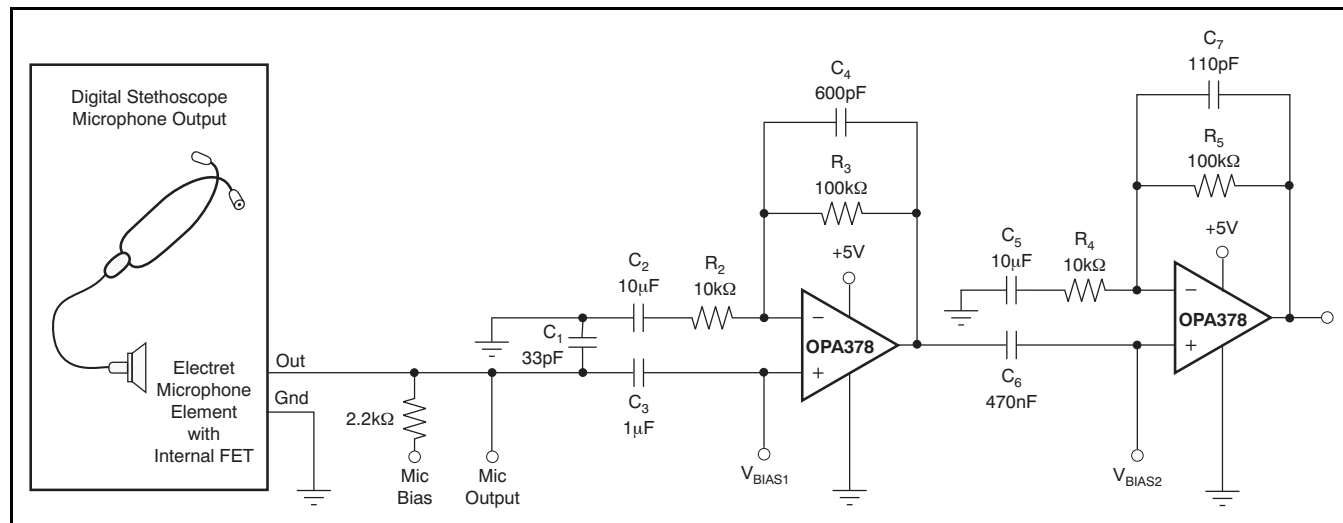 Digital Stethoscope
Microphone Output
Electret
Microphone
Element
with
Internal FET
Out
Gnd
2.2kΩ
Mic
Bias
Mic
Output
C1
33pF
C2
10μF
R2
10kΩ
C3
1μF
VBIAS1
C4
600pF
R3
100kΩ
+5V
−
OPA378
+
C5
10μF
R4
10kΩ
C6
470nF
VBIAS2
C7
110pF
R5
100kΩ
+5V
−
OPA378
+